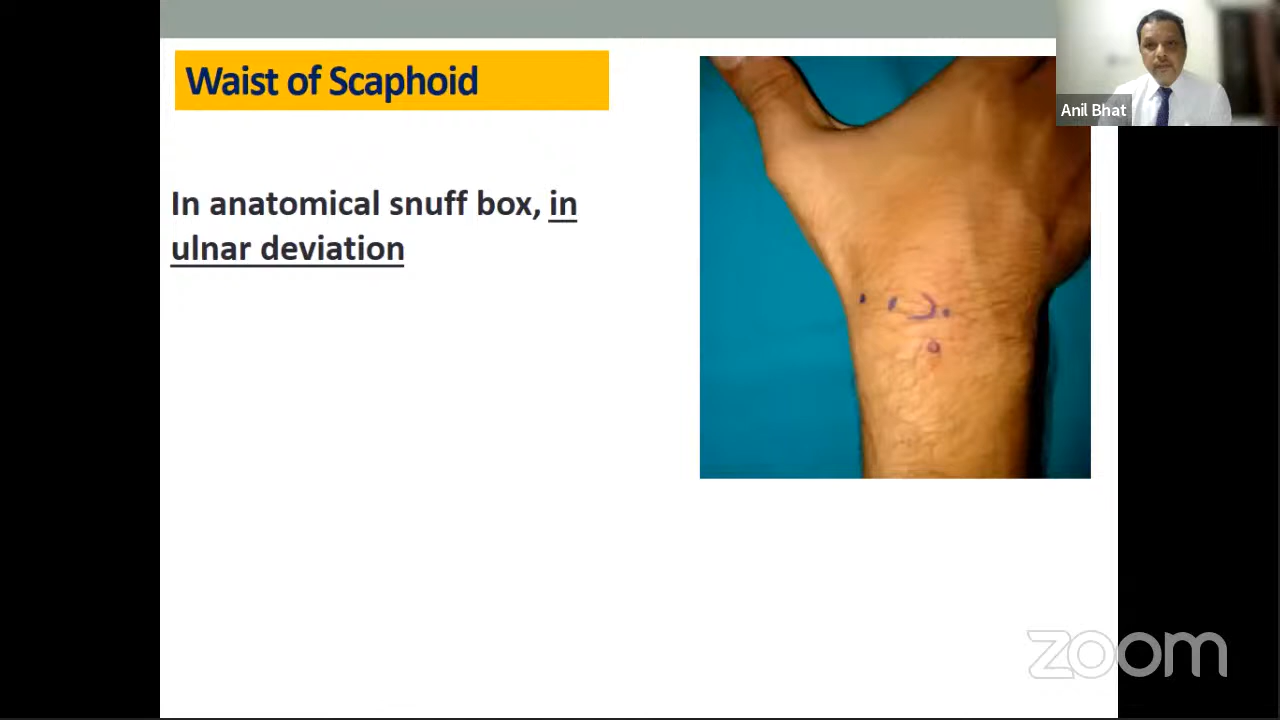 Waist of Scaphoid
In anatomical snuff box, in
ulnar deviation
Anil Bhat
zoom